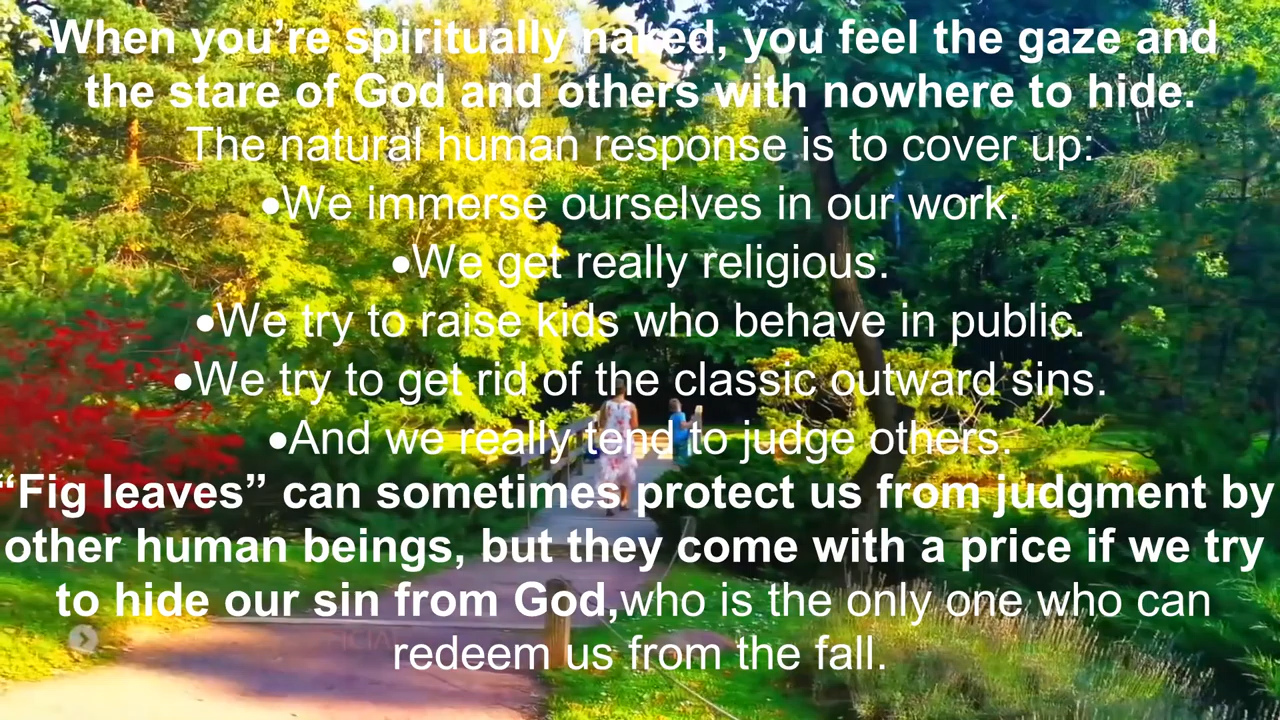 When you’re spiritually naked, you feel the gaze and
the stare of God and others with nowhere to hide.
The natural human response is to cover up:
•We immerse ourselves in our work.
•We get really religious.
•We try to raise kids who behave in public.
•We try to get rid of the classic outward sins.
•And we really tend to judge others.
“Fig leaves” can sometimes protect us from judgment by
other human beings, but they come with a price if we try
to hide our sin from God,who is the only one who can
redeem us from the fall.